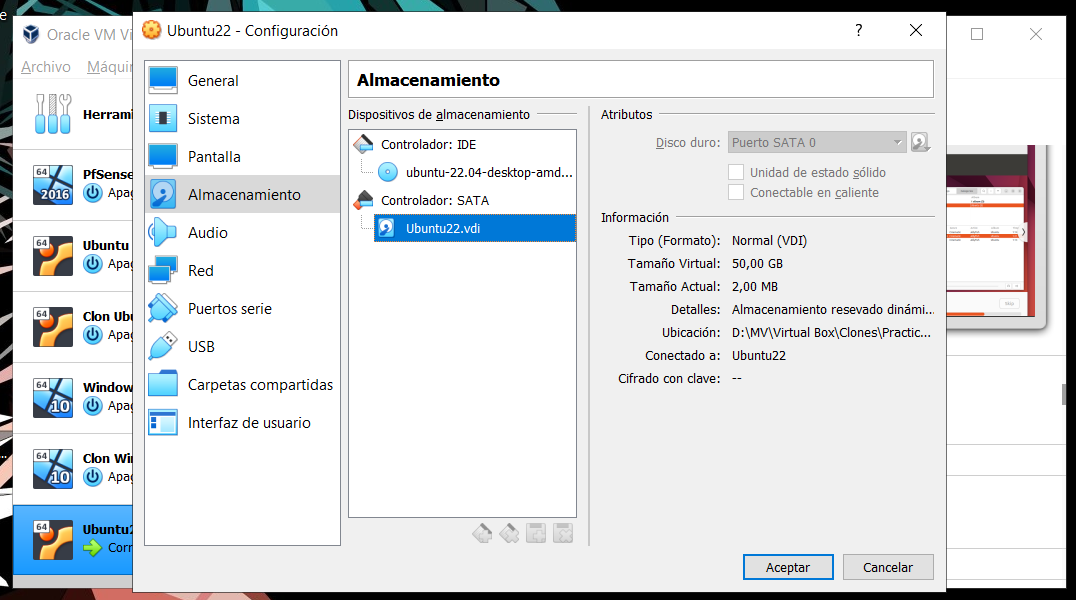 Ubuntu22 - Configuración
?
Oracle VM Vi
Archivo Máquin
Herrami
64
2016
PfSense
Apag
64
Ubuntu
Apag
64
Clon Ubu
Apag
64
10
Window
Apag
64
10
Clon Win
Apag
64
Ubuntu2
Corr
General
Sistema
Pantalla
Almacenamiento
Audio
Red
Puertos serie
USB
Carpetas compartidas
Interfaz de usuario
Almacenamiento
Dispositivos de almacenamiento
Controlador: IDE
ubuntu-22.04-desktop-amd...
Controlador: SATA
Ubuntu22.vdi
Atributos
Disco duro: Puerto SATA 0
Unidad de estado sólido
Conectable en caliente
Información
Tipo (Formato): Normal (VDI)
Tamaño Virtual: 50,00 GB
Tamaño Actual: 2,00 MB
Detalles: Almacenamiento resevado dinámi...
Ubicación: D:\MV\Virtual Box\Clones\Practic...
Conectado a: Ubuntu22
Cifrado con clave: --
Aceptar Cancelar